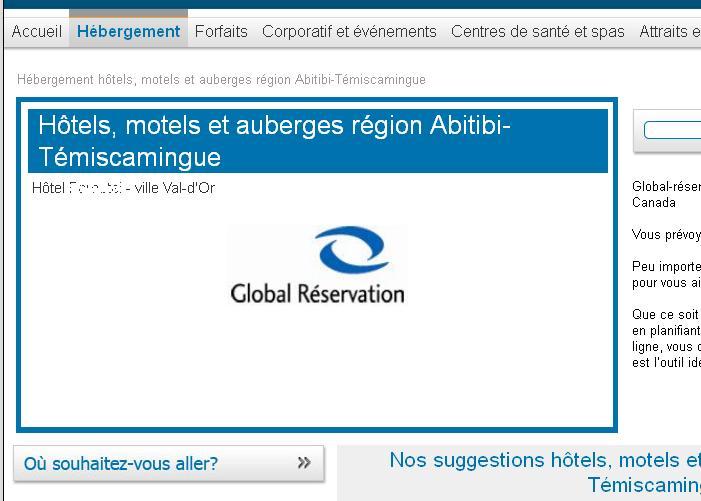 Accueil Hébergement Forfaits Corporatif et événements Centres de santé et spas Attraits e
Hébergement hôtels, motels et auberges région Abitibi-Témiscamingue
Hôtels, motels et auberges région Abitibi-
Témiscamingue
Hôtel - ville Val-d'Or
Global Réservation
Global-réser
Canada
Vous prévoy
Peu importe
pour vous ai
Que ce soit
en planifiant
ligne, vous
est l'outil idé
Où souhaitez-vous aller? »
Nos suggestions hôtels, motels et
Témiscamin